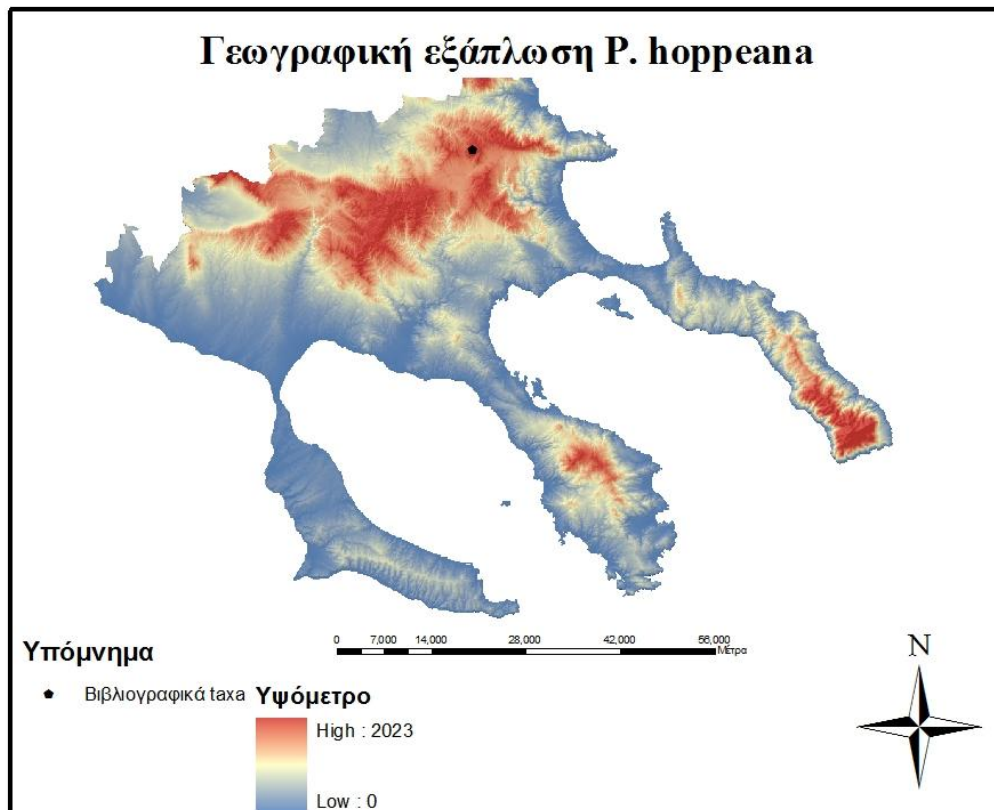 Γεωγραφική εξάπλωση P. hoppeana
0 7,000 14,000 28,000 42,000 56,000
Μέτρα
Υπόμνημα
Βιβλιογραφικά taxa
Υψόμετρο
High : 2023
Low : 0
N